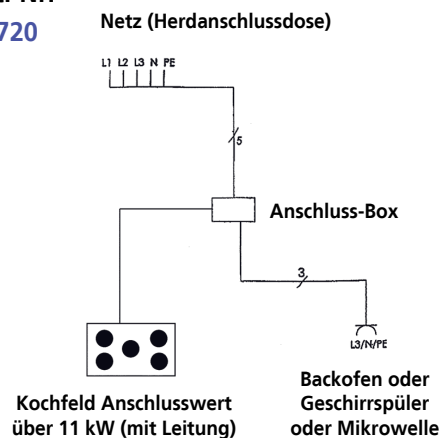 720
Netz (Herdanschlussdose)
L1 L2 L3 N PE
5
Anschluss-Box
3
L3/N/PE
Kochfeld Anschlusswert
über 11 kW (mit Leitung)
Backofen oder
Geschirrspüler
oder Mikrowelle